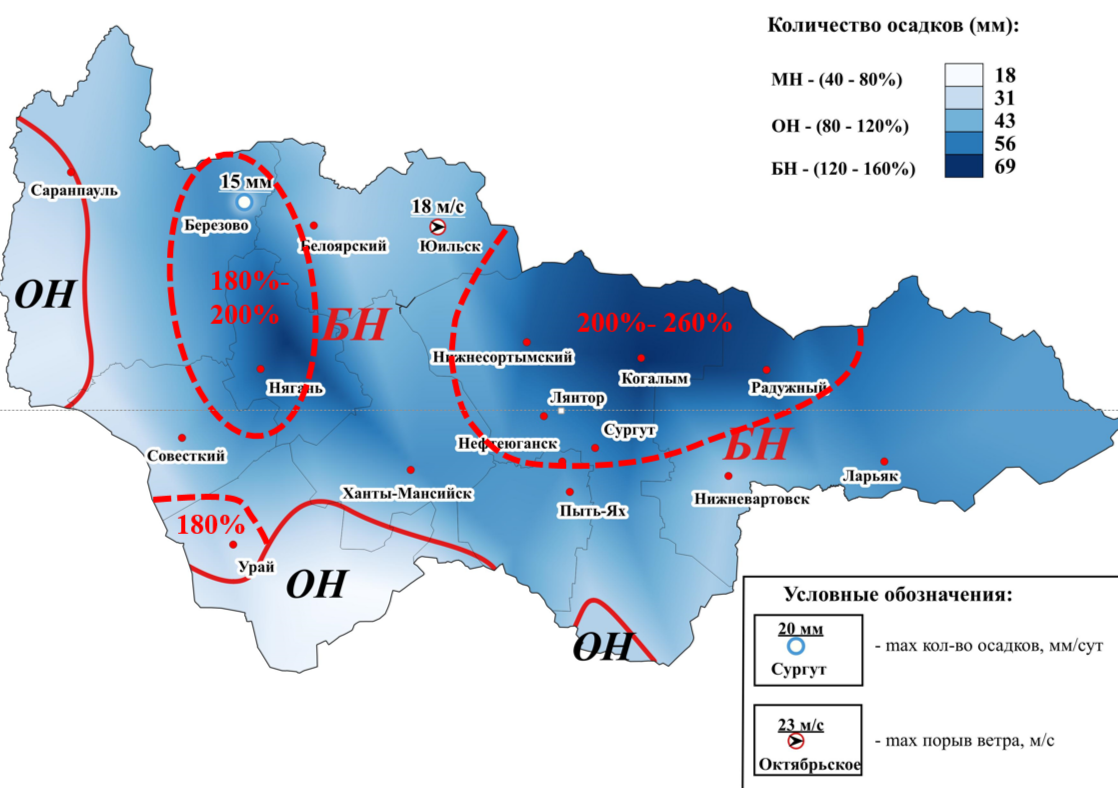 Количество осадков (мм):
МН - (40 - 80%)
ОН - (80 - 120%)
БН - (120 - 160%)
18
31
43
56
69
15 мм
18 м/с
Саранпауль
Березово
Белоярский
Юильск
ОН
180%-
200%
БН
200%- 260%
Нижнесортымский
Когалым
Радужный
Нягань
Лянтор
Сургут
Нефтеюганск
БН
Совесткий
Ханты-Мансийск
Ларьяк
Нижневартовск
Пыть-Ях
180%
Урай
ОН
ОН
Условные обозначения:
20 мм
Сургут
- max кол-во осадков, мм/сут
23 м/с
Октябрьское
- max порыв ветра, м/с